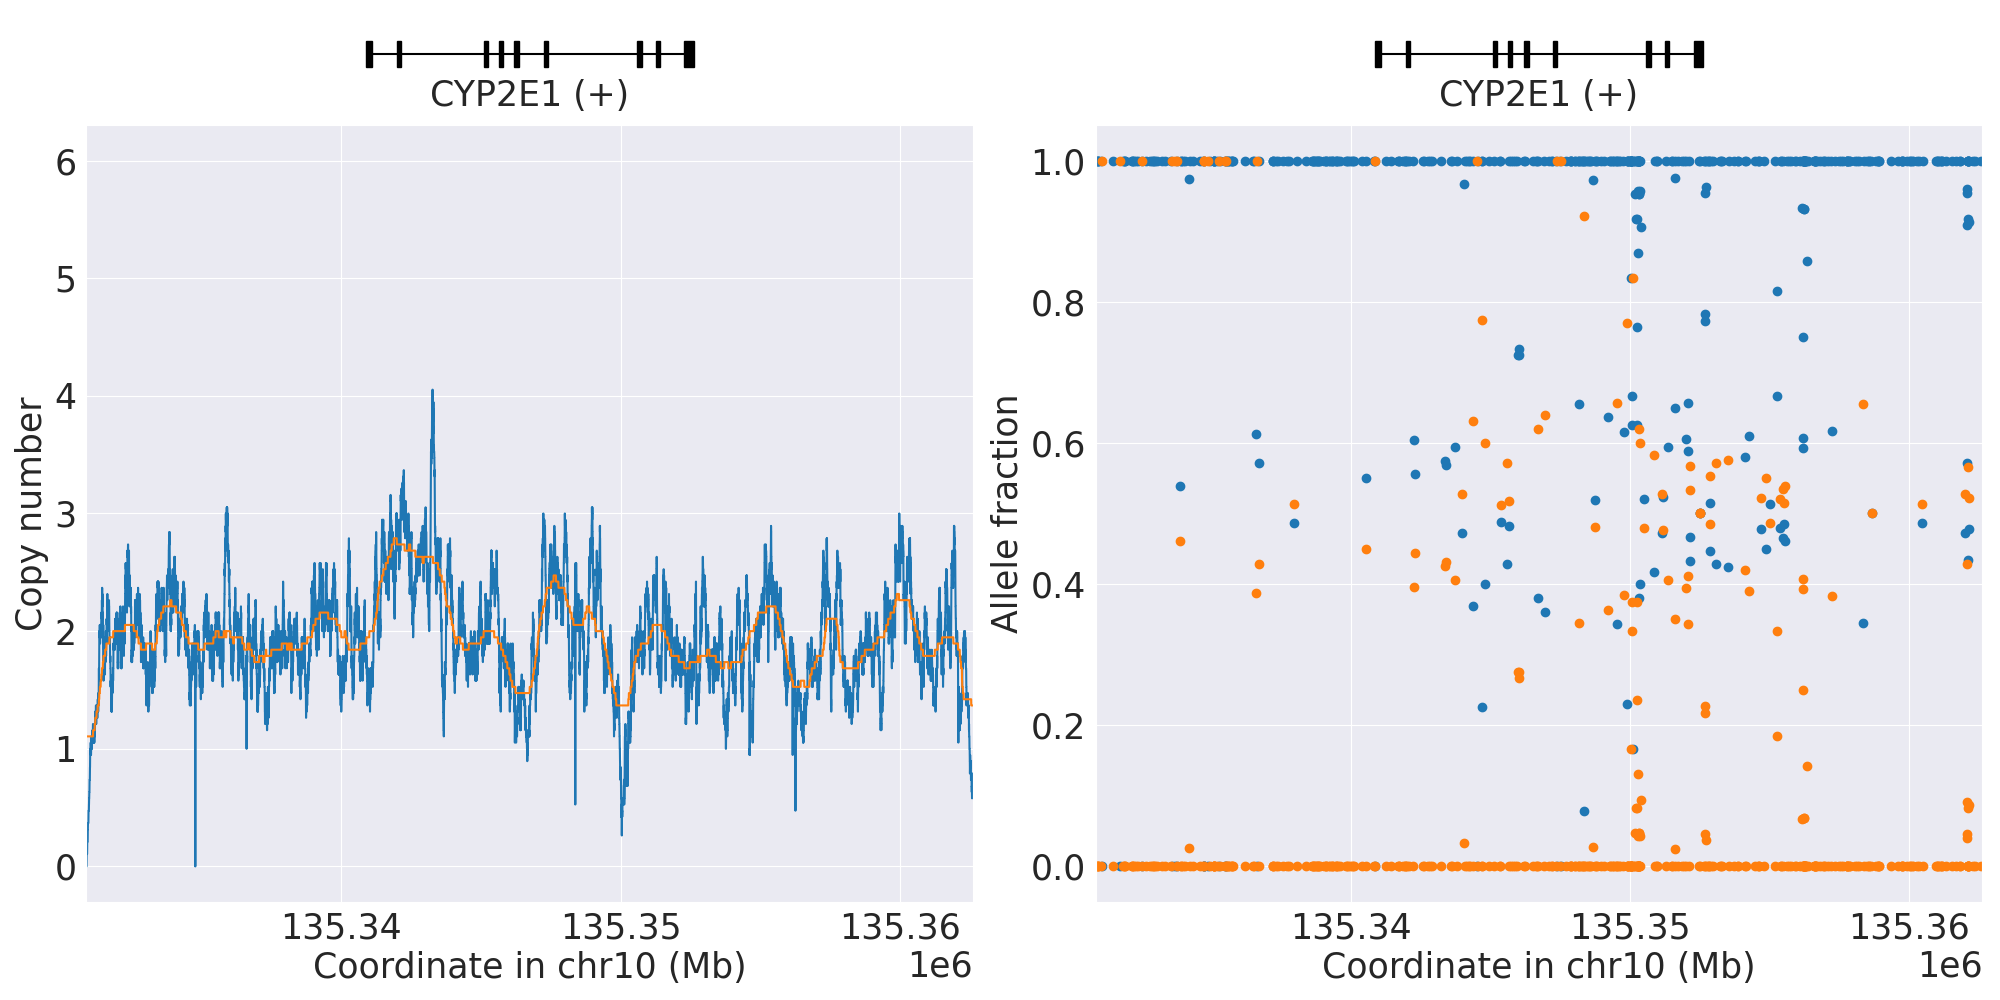 CYP2E1 (+)
6
5
4
3
2
1
0
Copy number
135.34 135.35 135.36
Coordinate in chr10 (Mb)
1e6
CYP2E1 (+)
1.0
0.8
0.6
0.4
0.2
0.0
Allele fraction
135.34 135.35 135.36
Coordinate in chr10 (Mb)
1e6